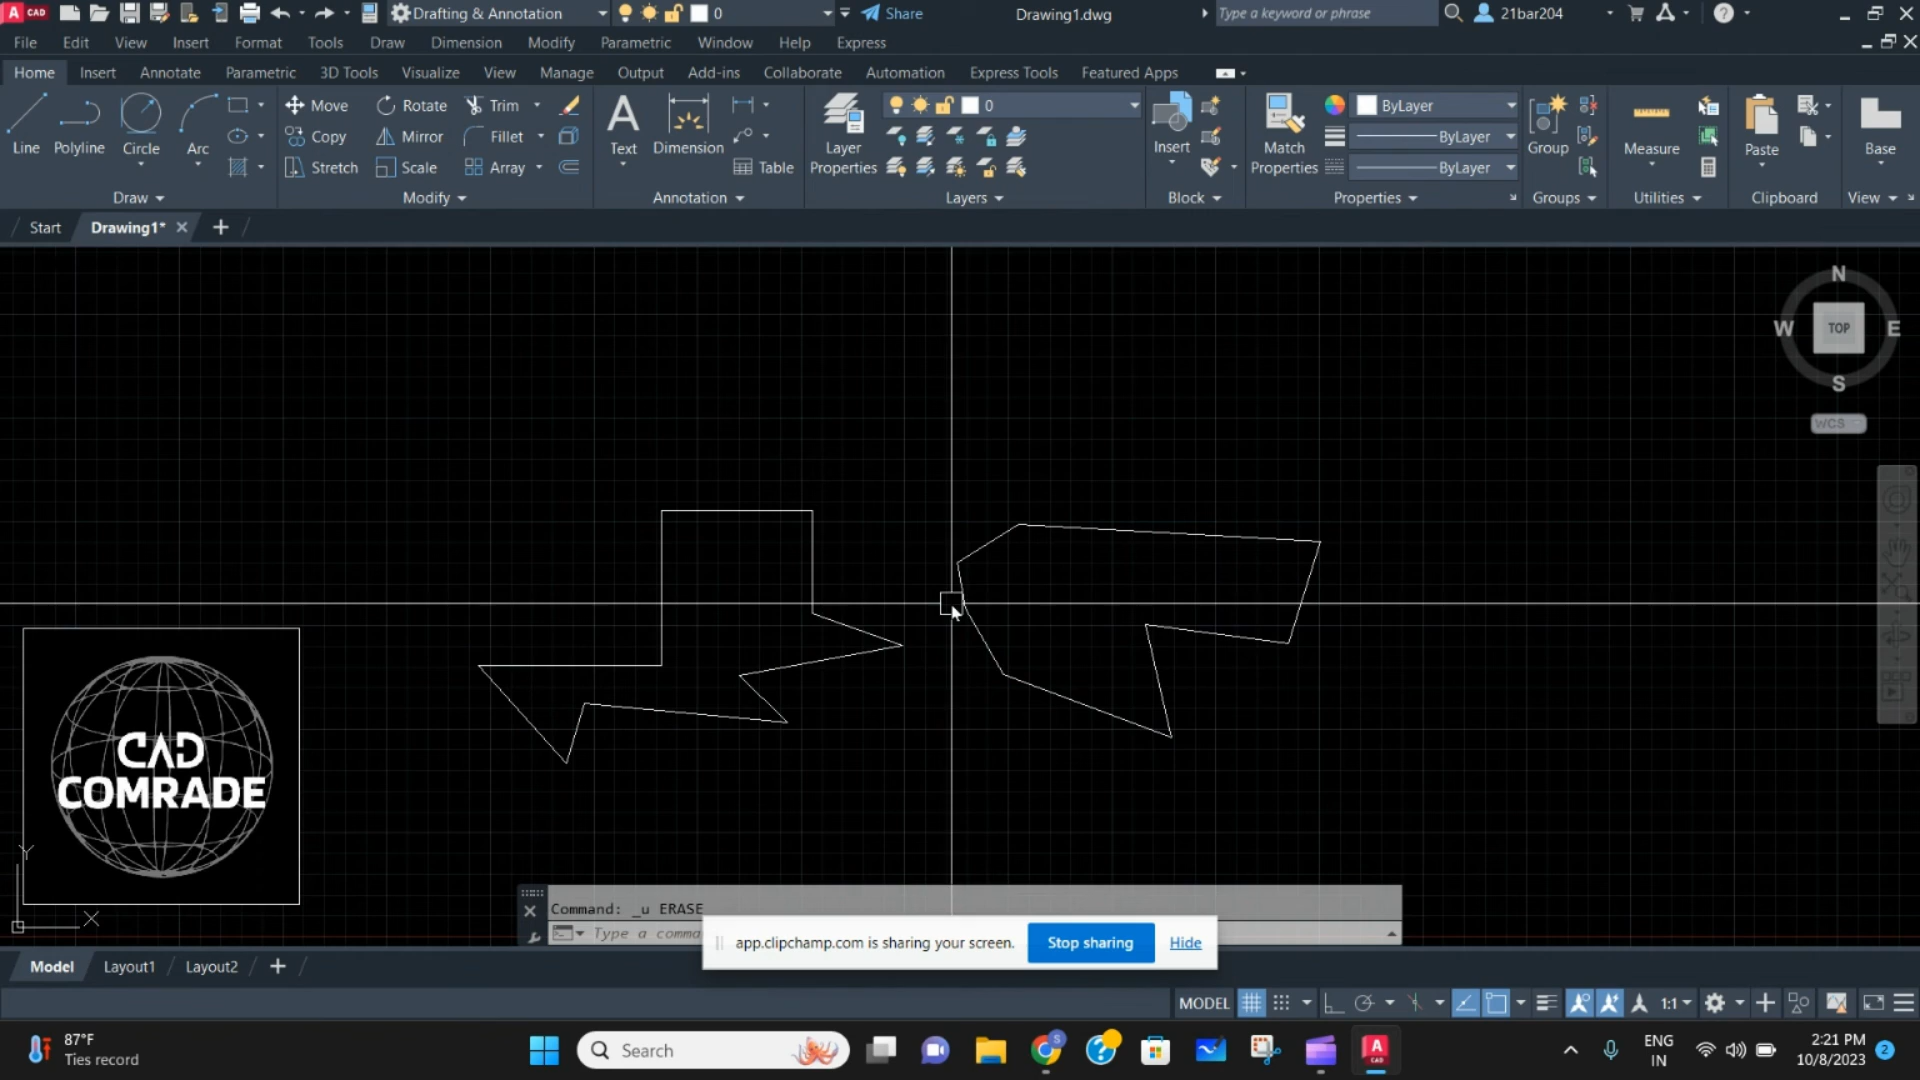 CAD Drafting & Annotation 0 Share Drawing1.dwg Type a keyword or phrase 21bar204
File Edit View Insert Format Tools Draw Dimension Modify Parametric Window Help Express
Home Insert Annotate Parametric 3D Tools Visualize View Manage Output Add-ins Collaborate Automation Express Tools Featured Apps
Line Polyline Circle Arc
Move Rotate Trim
Copy Mirror Fillet
Stretch Scale Array
Text Dimension Table
Layer Properties
0
Insert
Match Properties
ByLayer
ByLayer
ByLayer
Group
Measure
Paste
Base
Draw Modify Annotation Layers Block Properties Groups Utilities Clipboard View
Start Drawing1* +
N
W TOP E
S
WCS
CAD
COMRADE
Y
X
Command: _u ERASE
Type a comma
app.clipchamp.com is sharing your screen. Stop sharing Hide
Model Layout1 Layout2 +
MODEL 1:1
87°F
Ties record
Search
ENG
IN
2:21 PM
10/8/2023
2